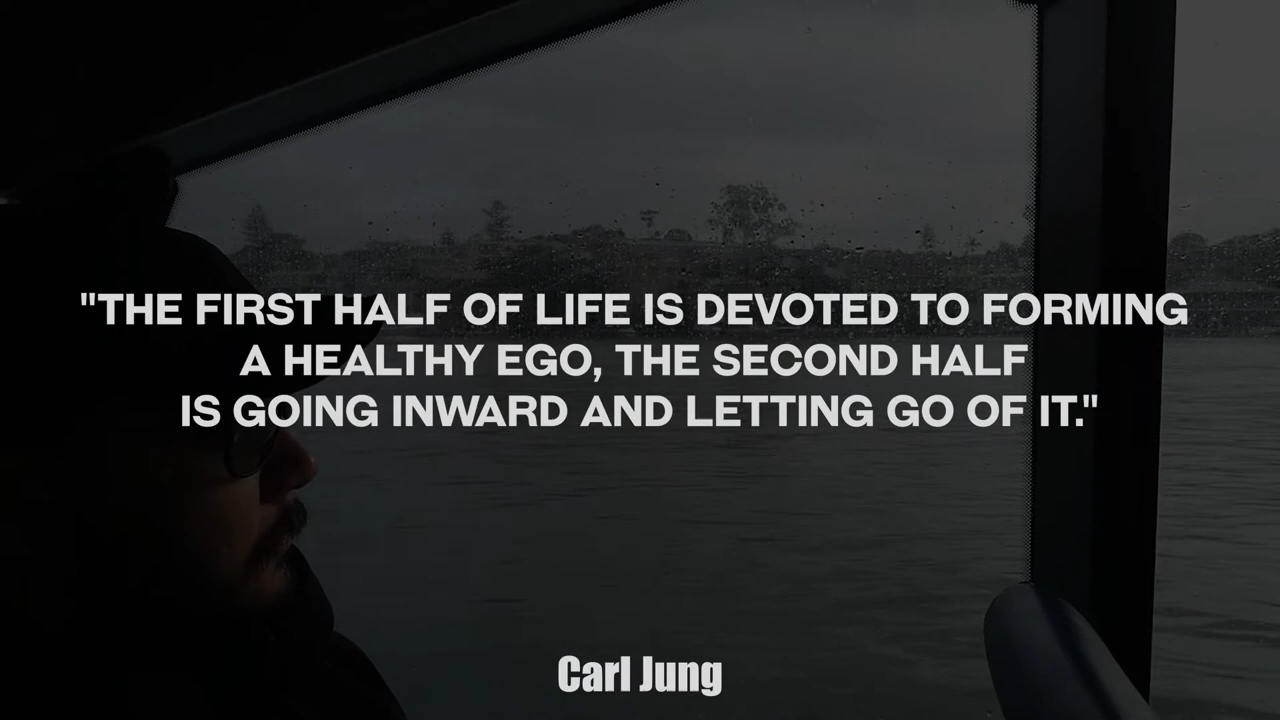 "THE FIRST HALF OF LIFE IS DEVOTED TO FORMING
A HEALTHY EGO, THE SECOND HALF
IS GOING INWARD AND LETTING GO OF IT."
Carl Jung